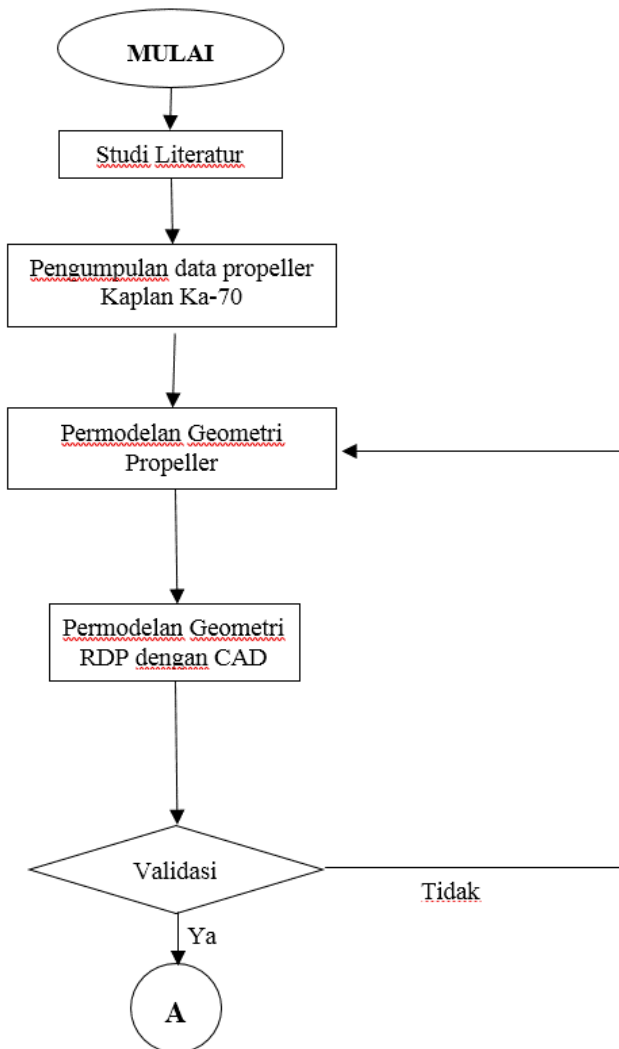 MULAI
Studi Literatur
Pengumpulan data propeller
Kaplan Ka-70
Permodelan Geometri
Propeller
Permodelan Geometri
RDP dengan CAD
Validasi
Tidak
Ya
A